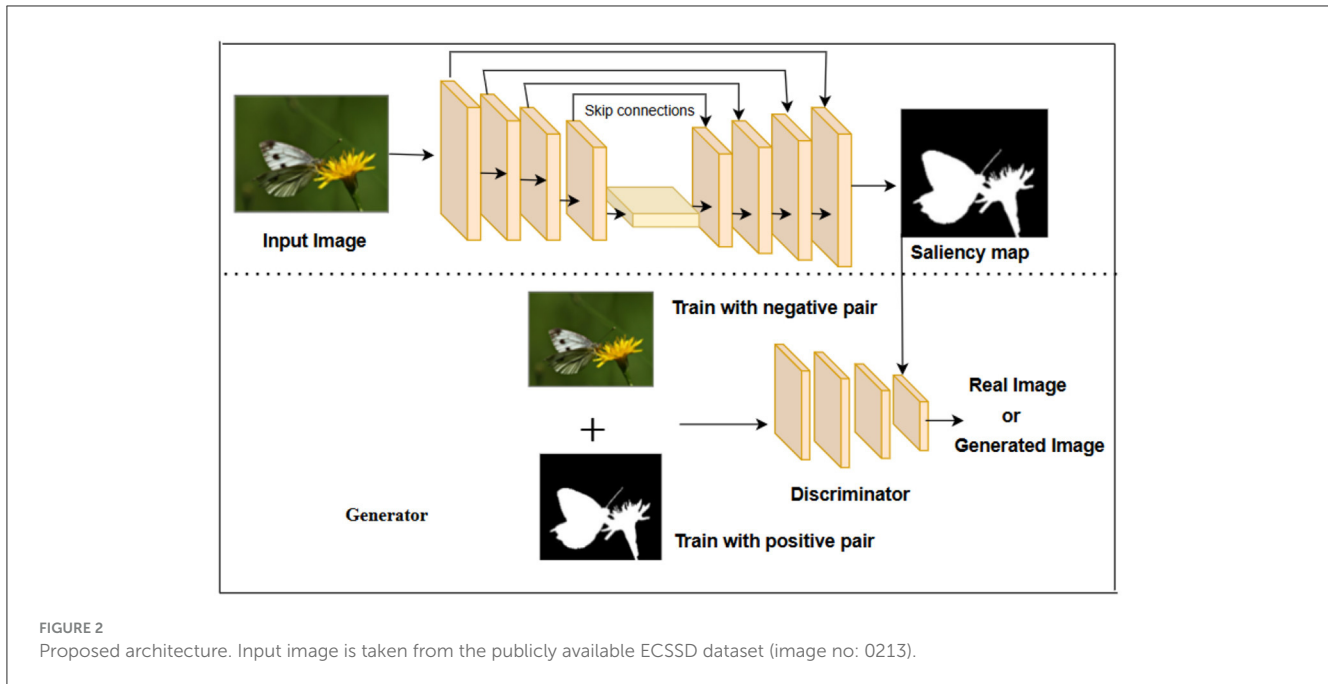 Skip connections
Input Image
Saliency map
Train with negative pair
+
Real Image
or
Generated Image
Discriminator
Generator
Train with positive pair
FIGURE 2
Proposed architecture. Input image is taken from the publicly available ECSSD dataset (image no: 0213).